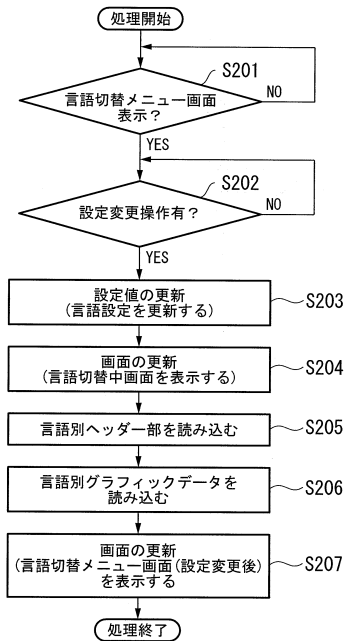 処理開始
S201
言語切替メニュー画面
表示？
NO
YES
S202
設定変更操作有？
NO
YES
設定値の更新
(言語設定を更新する)
S203
画面の更新
(言語切替中画面を表示する)
S204
言語別ヘッダー部を読み込む
S205
言語別グラフィックデータを
読み込む
S206
画面の更新
(言語切替メニュー画面(設定変更後)
を表示する
S207
処理終了